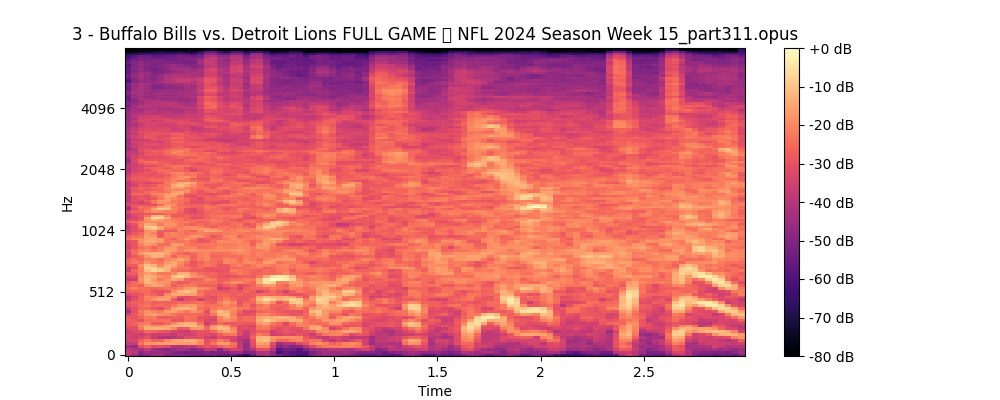 3 - Buffalo Bills vs. Detroit Lions FULL GAME ▯ NFL 2024 Season Week 15_part311.opus
+0 dB
4096
-10 dB
-20 dB
2048
-30 dB
Hz
1024
-40 dB
-50 dB
512
-60 dB
-70 dB
0
-80 dB
0
0.5
1
1.5
2
2.5
Time